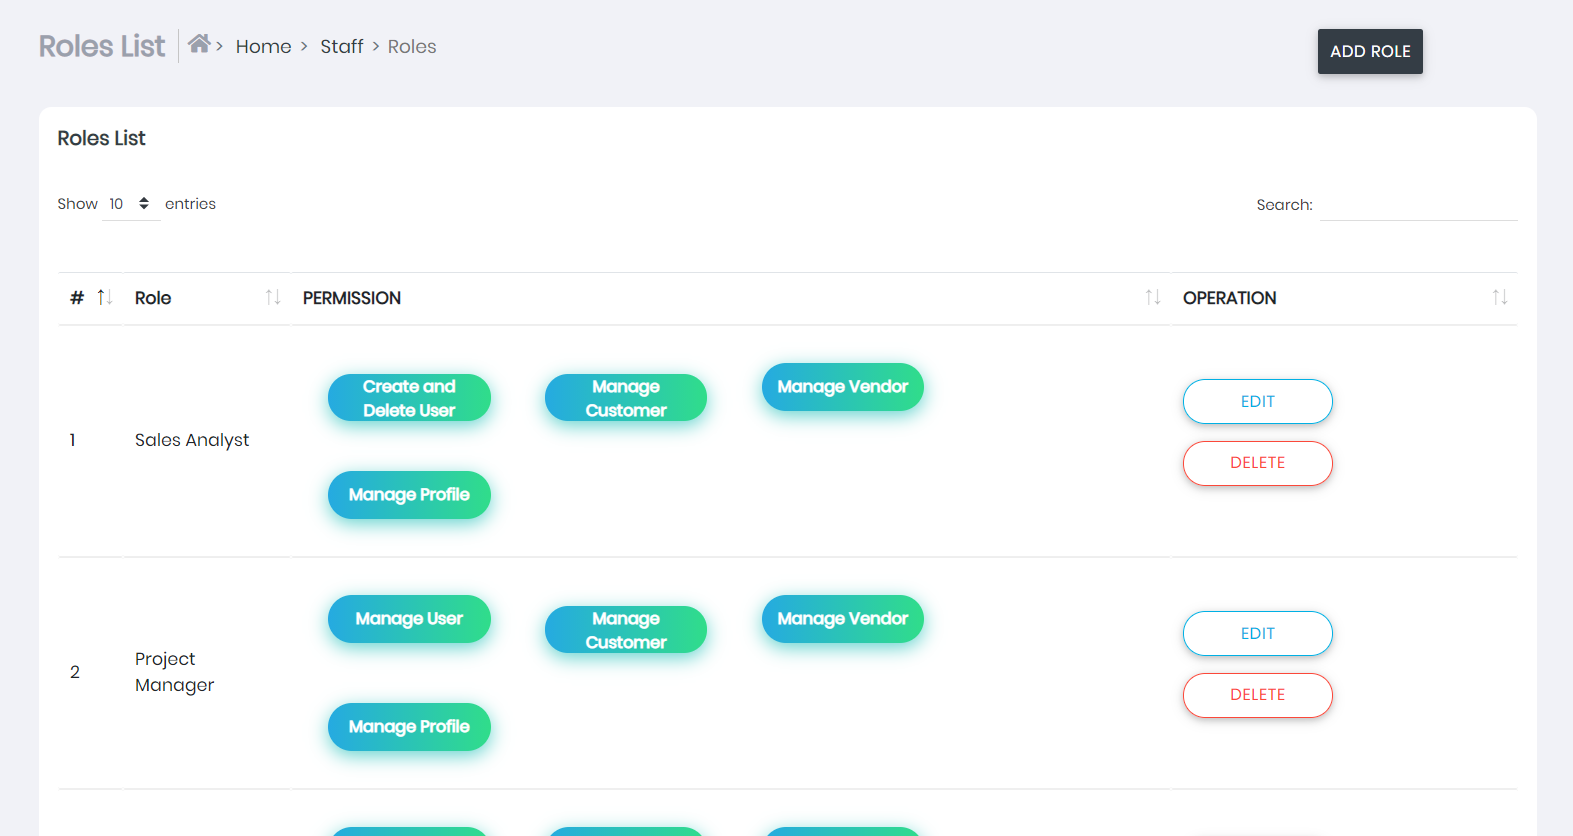 Roles List
> Home > Staff > Roles
ADD ROLE
Roles List
Show 10 entries
Search:
# Role PERMISSION OPERATION
1
Sales Analyst
Create and
Delete User
Manage
Customer
Manage Vendor
Manage Profile
EDIT
DELETE
2
Project
Manager
Manage User
Manage
Customer
Manage Vendor
Manage Profile
EDIT
DELETE